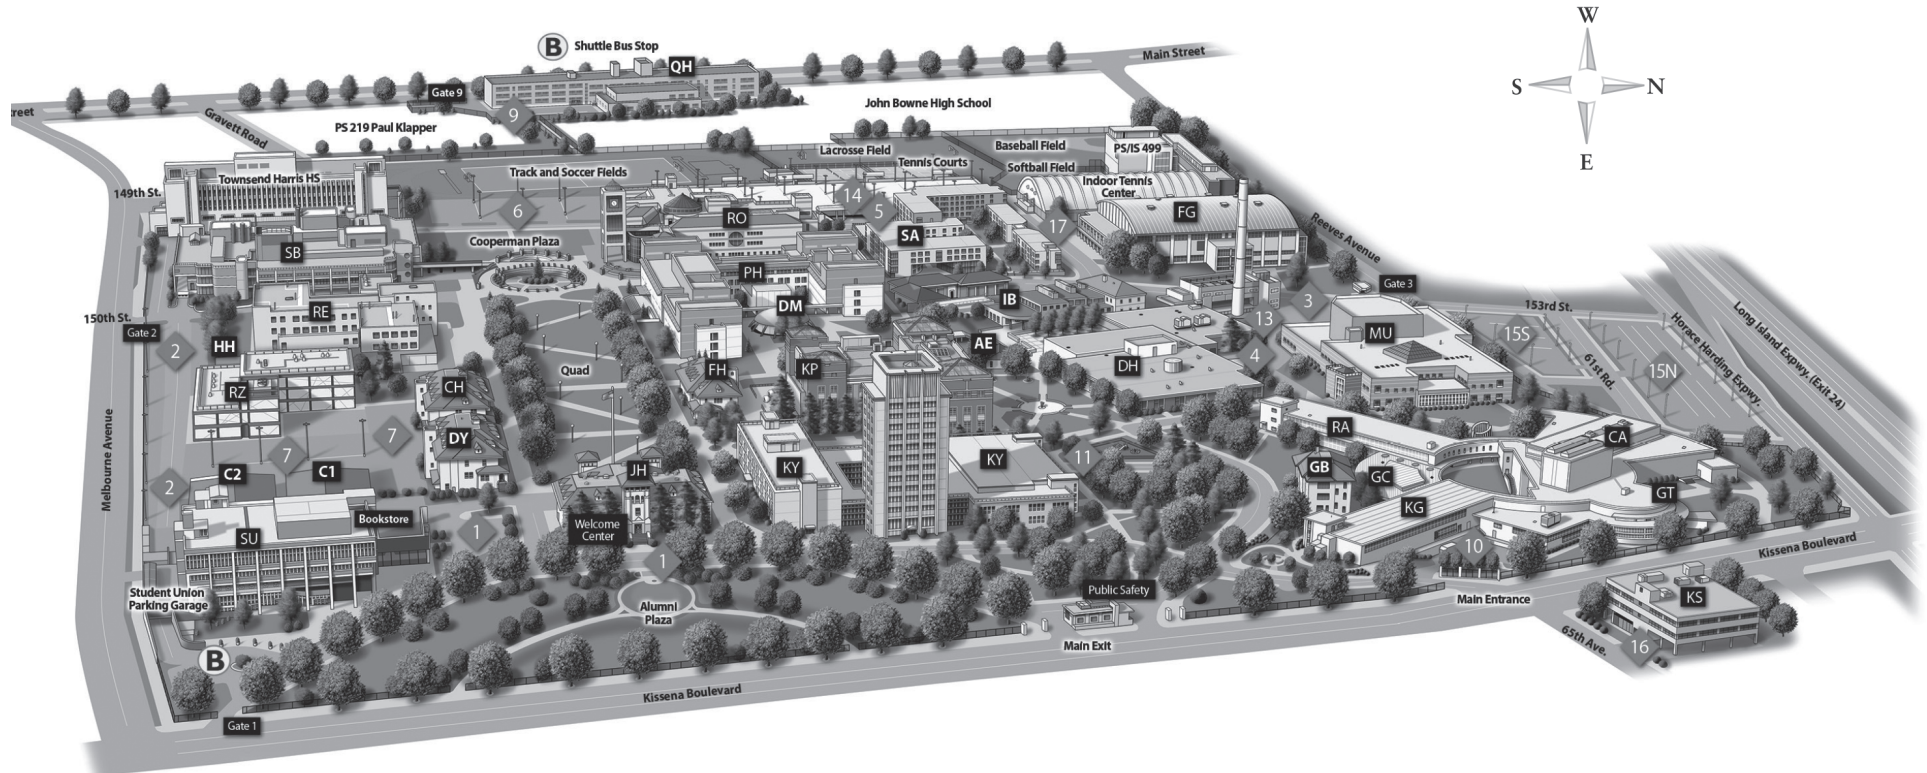 W
S
N
E
B
Shuttle Bus Stop
QH
Main Street
Gate 9
9
John Bowne High School
reet
Gravett Road
PS 219 Paul Klapper
Lacrosse Field
Baseball Field
PS/IS 499
Tennis Courts
Softball Field
Track and Soccer Fields
Townsend Harris HS
149th St.
Indoor Tennis
Center
14
5
6
RO
FG
17
SA
Reeves Avenue
Cooperman Plaza
SB
PH
DM
IB
Gate 3
3
153rd St.
RE
150th St.
Gate 2
13
MU
15S
Long Island Expwy. (Exit 24)
Horace Harding Expwy.
61st Rd.
15N
2
HH
AE
4
Quad
FH
KP
DH
RZ
CH
Melbourne Avenue
7
DY
RA
CA
7
C2
C1
JH
KY
KY
11
GB
GC
2
GT
KG
Bookstore
SU
1
Welcome
Center
10
Kissena Boulevard
1
Student Union
Parking Garage
Alumni
Plaza
Public Safety
Main Entrance
KS
B
Main Exit
65th Ave.
16
Kissena Boulevard
Gate 1